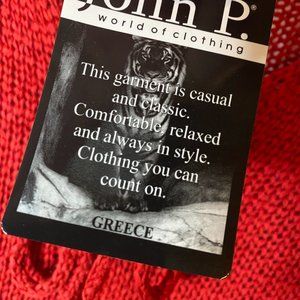 John P.®
world of clothing
This garment is casual
and classic.
Comfortable, relaxed
and always in style.
Clothing you can
count on.
GREECE